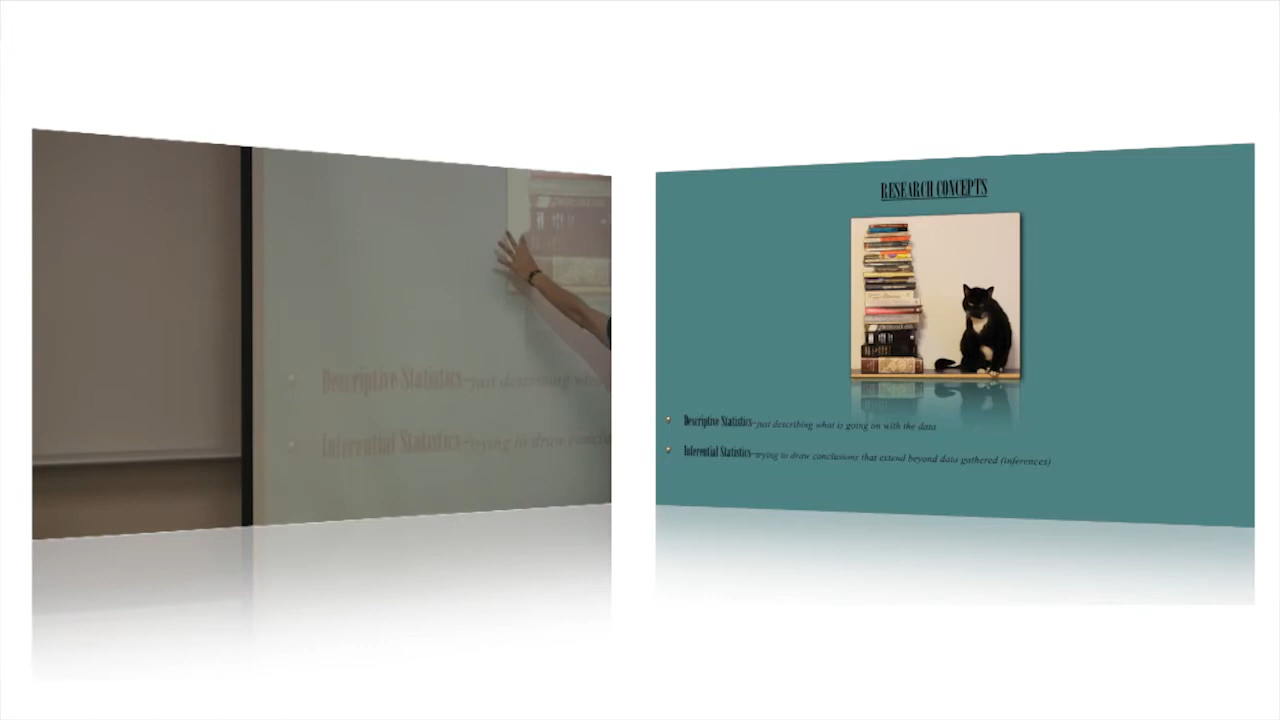 Descriptive Statistics-just describing
Inferential Statistics-trying to draw
RESEARCH CONCEPTS
Descriptive Statistics-just describing what is going on with the data
Inferential Statistics-trying to draw conclusions that extend beyond data gathered (inferences)